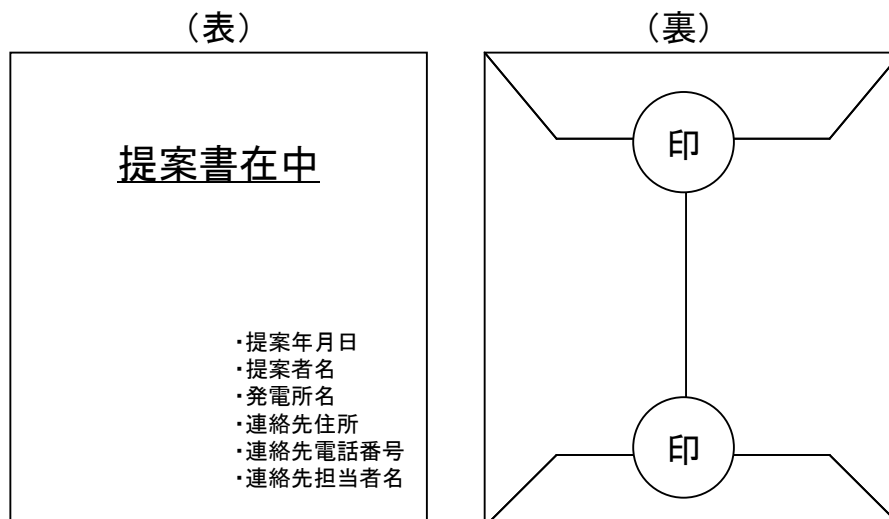 (表)
(裏)
提案書在中
・提案年月日
・提案者名
・発電所名
・連絡先住所
・連絡先電話番号
・連絡先担当者名
印
印